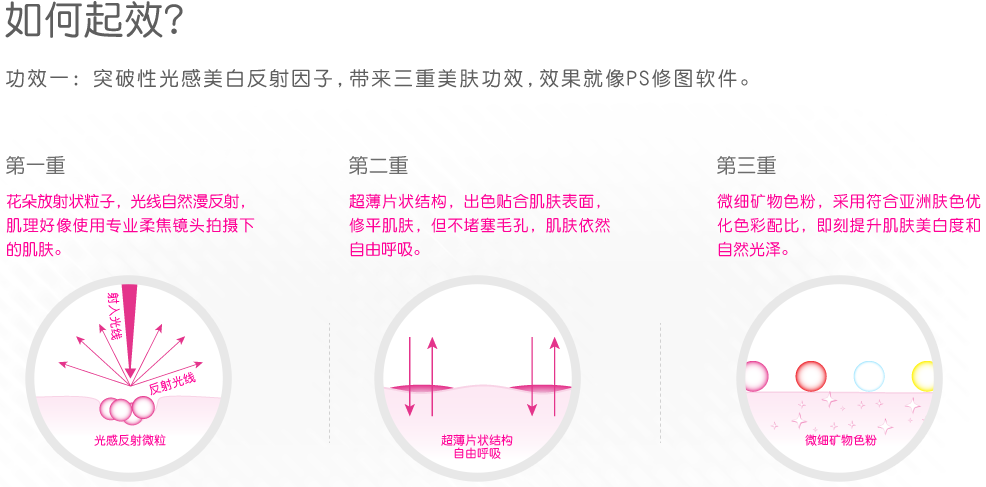 如何起效?
功效一：突破性光感美白反射因子,带来三重美肤功效,效果就像PS修图软件。
第一重
花朵放射状粒子，光线自然漫反射，
肌理好像使用专业柔焦镜头拍摄下
的肌肤。
第二重
超薄片状结构，出色贴合肌肤表面，
修平肌肤，但不堵塞毛孔，肌肤依然
自由呼吸。
第三重
微细矿物色粉，采用符合亚洲肤色优
化色彩配比，即刻提升肌肤美白度和
自然光泽。
射入光线
反射光线
光感反射微粒
超薄片状结构
自由呼吸
微细矿物色粉